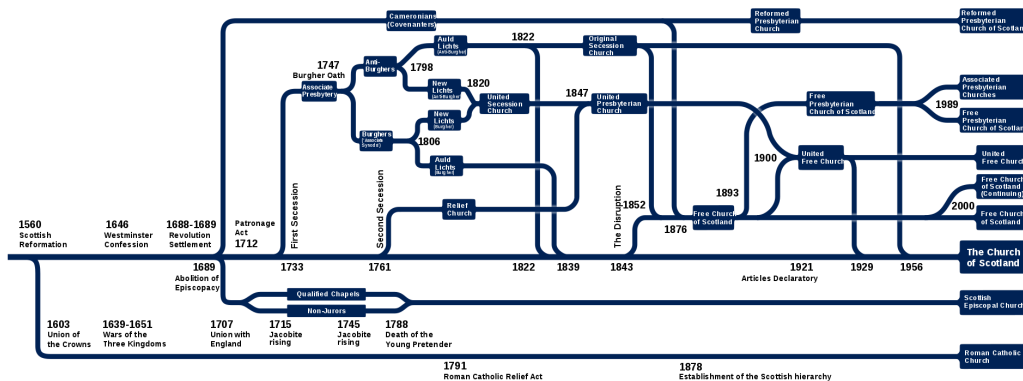 Cameronians
(Covenanters)
Reformed
Presbyterian
Church
Reformed
Presbyterian
Church of Scotland
Auld
Lichts
(Anti-Burgher)
1822
Original
Secession
Church
1747
Burgher Oath
Anti-
Burghers
1798
Associate
Presbytery
New
Lichts
(Anti-Burgher)
1820
United
Secession
Church
1847
United
Presbyterian
Church
Free
Presbyterian
Church of Scotland
Associated
Presbyterian
Churches
1989
Free
Presbyterian
Church of Scotland
New
Lichts
(Burgher)
Burghers
(Associate
Synod)
1806
Auld
Lichts
(Burgher)
1900
United
Free Church
United
Free Church
Free Church
of Scotland
(Continuing)
2000
Free Church
of Scotland
First Secession
Second Secession
Relief
Church
The Disruption
1852
1893
Free Church
of Scotland
1876
1560
Scottish
Reformation
1646
Westminster
Confession
1688-1689
Revolution
Settlement
Patronage
Act
1712
The Church
of Scotland
1689
Abolition of
Episcopacy
1733
1761
1822
1839
1843
1921
Articles Declaratory
1929
1956
Qualified Chapels
Non-Jurors
Scottish
Episcopal Church
1603
Union of
the Crowns
1639-1651
Wars of the
Three Kingdoms
1707
Union with
England
1715
Jacobite
rising
1745
Jacobite
rising
1788
Death of the
Young Pretender
Roman Catholic
Church
1791
Roman Catholic Relief Act
1878
Establishment of the Scottish hierarchy